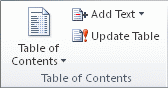 Table of
Contents
Add Text
Update Table
Table of Contents